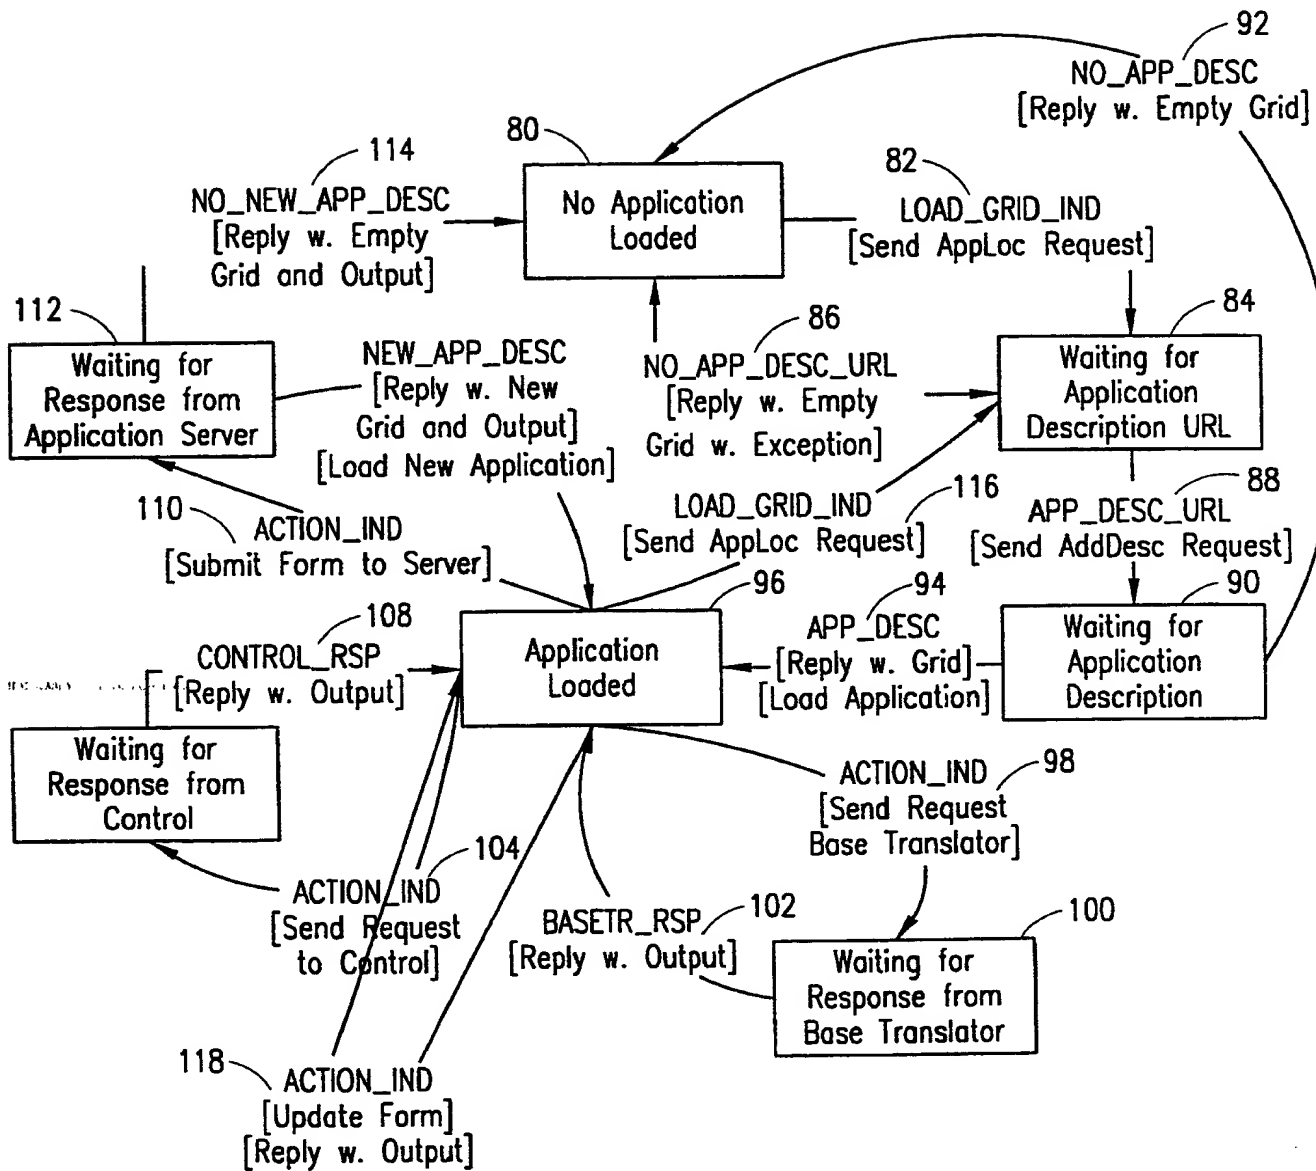 92
NO_APP_DESC
[Reply w. Empty Grid]
80
No Application
Loaded
114
NO_NEW_APP_DESC
[Reply w. Empty
Grid and Output]
82
LOAD_GRID_IND
[Send AppLoc Request]
112
Waiting for
Response from
Application Server
NEW_APP_DESC
[Reply w. New
Grid and Output]
[Load New Application]
86
NO_APP_DESC_URL
[Reply w. Empty
Grid w. Exception]
84
Waiting for
Application
Description URL
110
ACTION_IND
[Submit Form to Server]
LOAD_GRID_IND
[Send AppLoc Request]
116
88
APP_DESC_URL
[Send AddDesc Request]
108
CONTROL_RSP
[Reply w. Output]
96
Application
Loaded
94
APP_DESC
[Reply w. Grid]
[Load Application]
90
Waiting for
Application
Description
Waiting for
Response from
Control
104
ACTION_IND
[Send Request
to Control]
ACTION_IND
[Send Request
Base Translator]
98
BASETR_RSP
[Reply w. Output]
102
100
Waiting for
Response from
Base Translator
118
ACTION_IND
[Update Form]
[Reply w. Output]